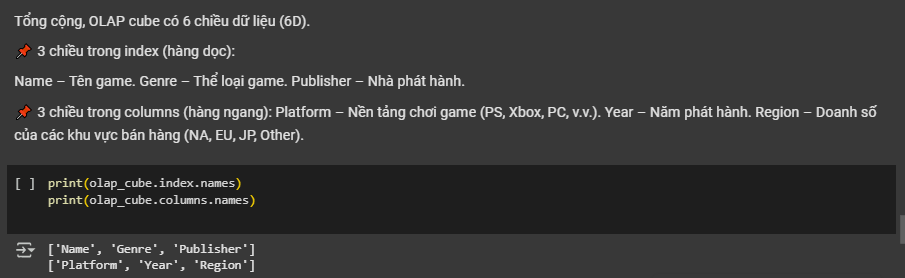 Tổng cộng, OLAP cube có 6 chiều dữ liệu (6D).
📌 3 chiều trong index (hàng dọc):
Name – Tên game. Genre – Thể loại game. Publisher – Nhà phát hành.
📌 3 chiều trong columns (hàng ngang): Platform – Nền tảng chơi game (PS, Xbox, PC, v.v.). Year – Năm phát hành. Region – Doanh số
của các khu vực bán hàng (NA, EU, JP, Other).
[ ] print(olap_cube.index.names)
print(olap_cube.columns.names)
['Name', 'Genre', 'Publisher']
['Platform', 'Year', 'Region']